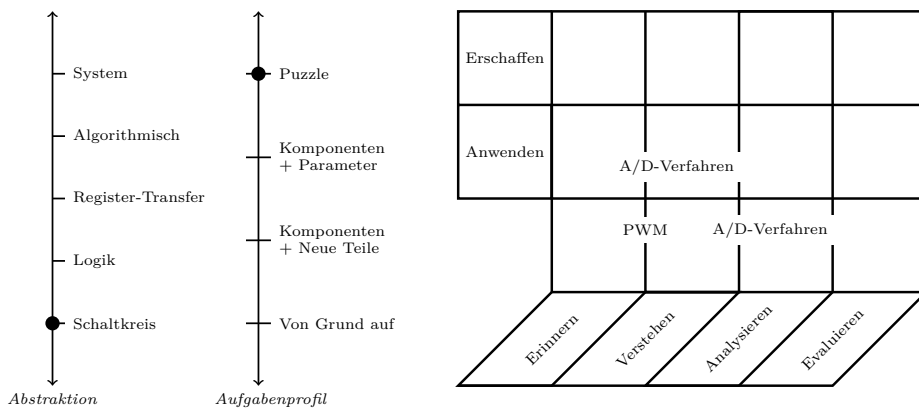 System
Algorithmisch
Register-Transfer
Logik
Schaltkreis
Abstraktion
Puzzle
Komponenten
+ Parameter
Komponenten
+ Neue Teile
Von Grund auf
Aufgabenprofil
Erschaffen
Anwenden
A/D-Verfahren
PWM
A/D-Verfahren
Erinnern
Verstehen
Analysieren
Evaluieren